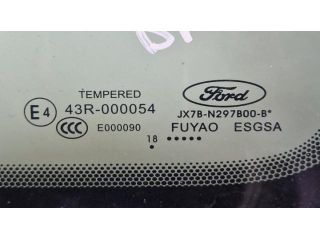 TEMPERED
E4 43R-000054
CCC E000090
18 •••••
Ford
JX7B-N297B00-B*
FUYAO ESGSA